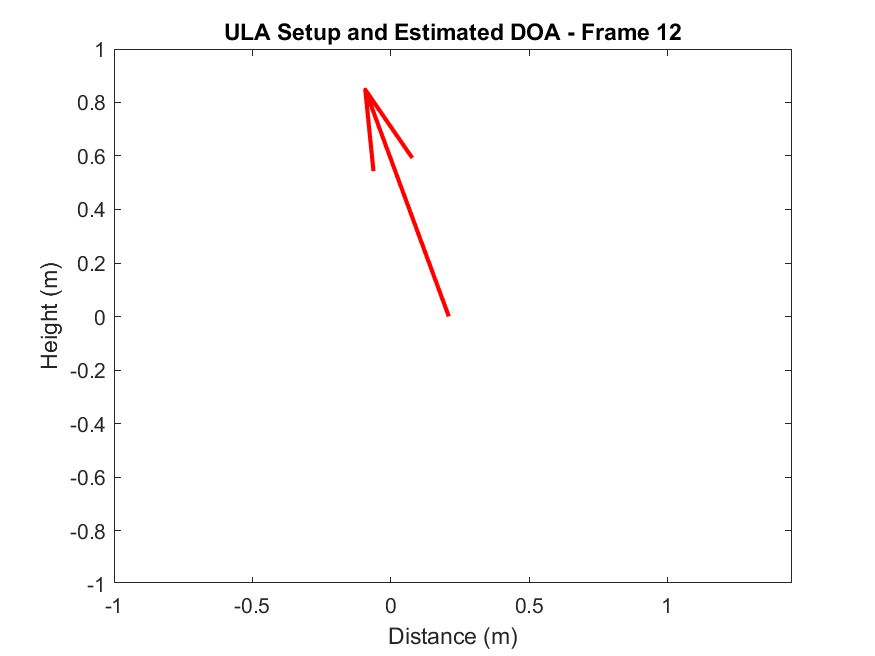 ULA Setup and Estimated DOA - Frame 12
1
0.8
0.6
0.4
0.2
0
-0.2
-0.4
-0.6
-0.8
-1
Height (m)
-1 -0.5 0 0.5 1
Distance (m)